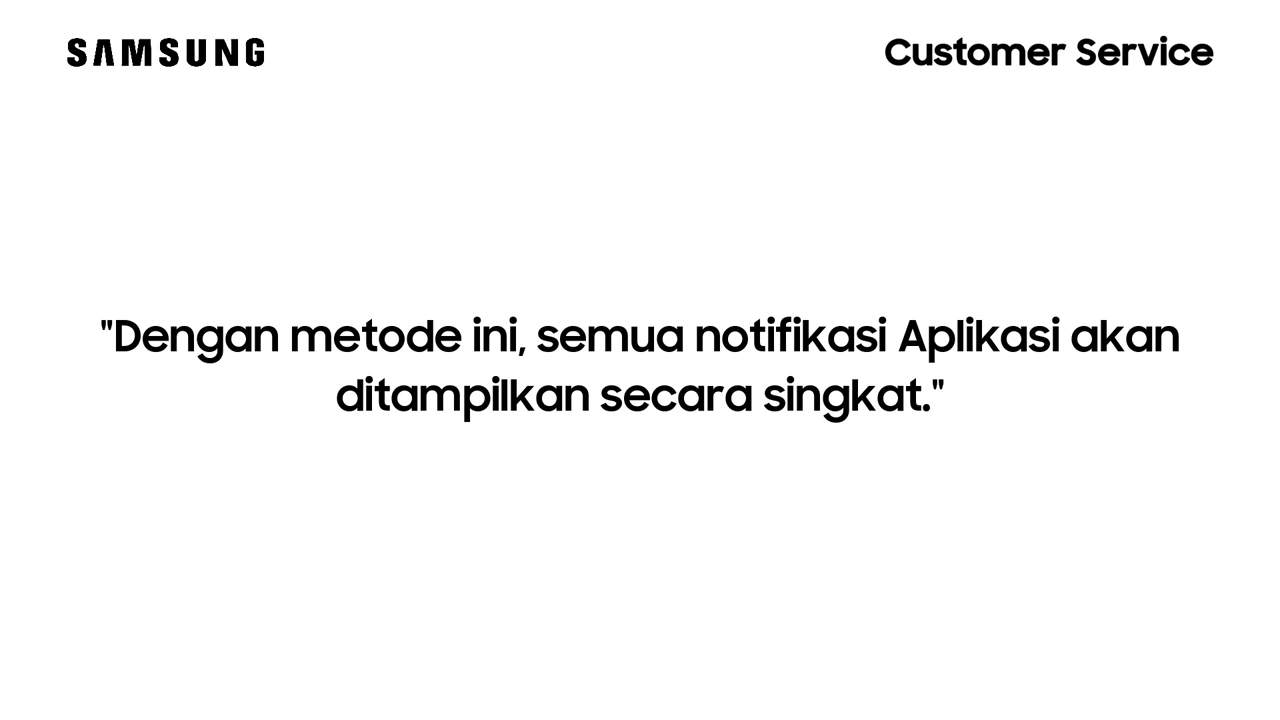 SAMSUNG
Customer Service
"Dengan metode ini, semua notifikasi Aplikasi akan
ditampilkan secara singkat."